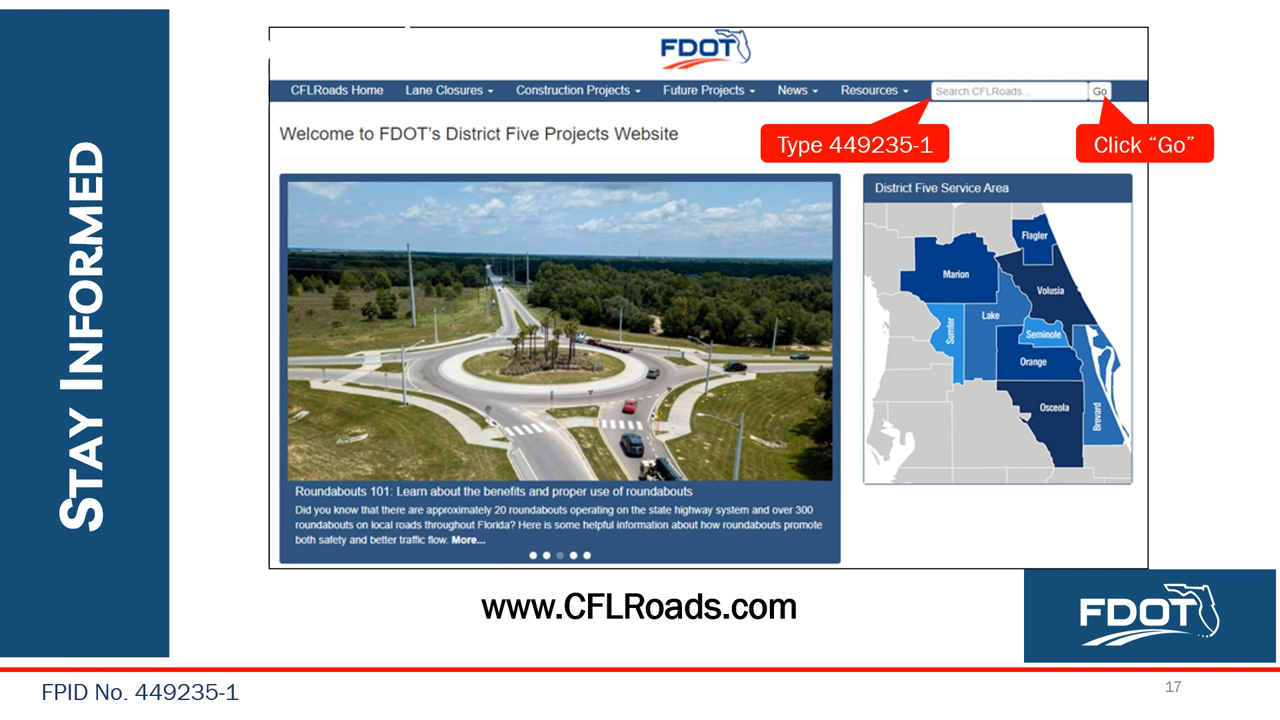 STAY INFORMED
FDOT
CFLRoads Home Lane Closures Construction Projects Future Projects News Resources Search CFLRoads... Go
Type 449235-1
Click “Go”
Welcome to FDOT’s District Five Projects Website
District Five Service Area
Flagler
Marion
Volusia
Lake
Sumter
Seminole
Orange
Osceola
Brevard
Roundabouts 101: Learn about the benefits and proper use of roundabouts
Did you know that there are approximately 20 roundabouts operating on the state highway system and over 300
roundabouts on local roads throughout Florida? Here is some helpful information about how roundabouts promote
both safety and better traffic flow. More...
www.CFLRoads.com
FDOT
FPID No. 449235-1
17